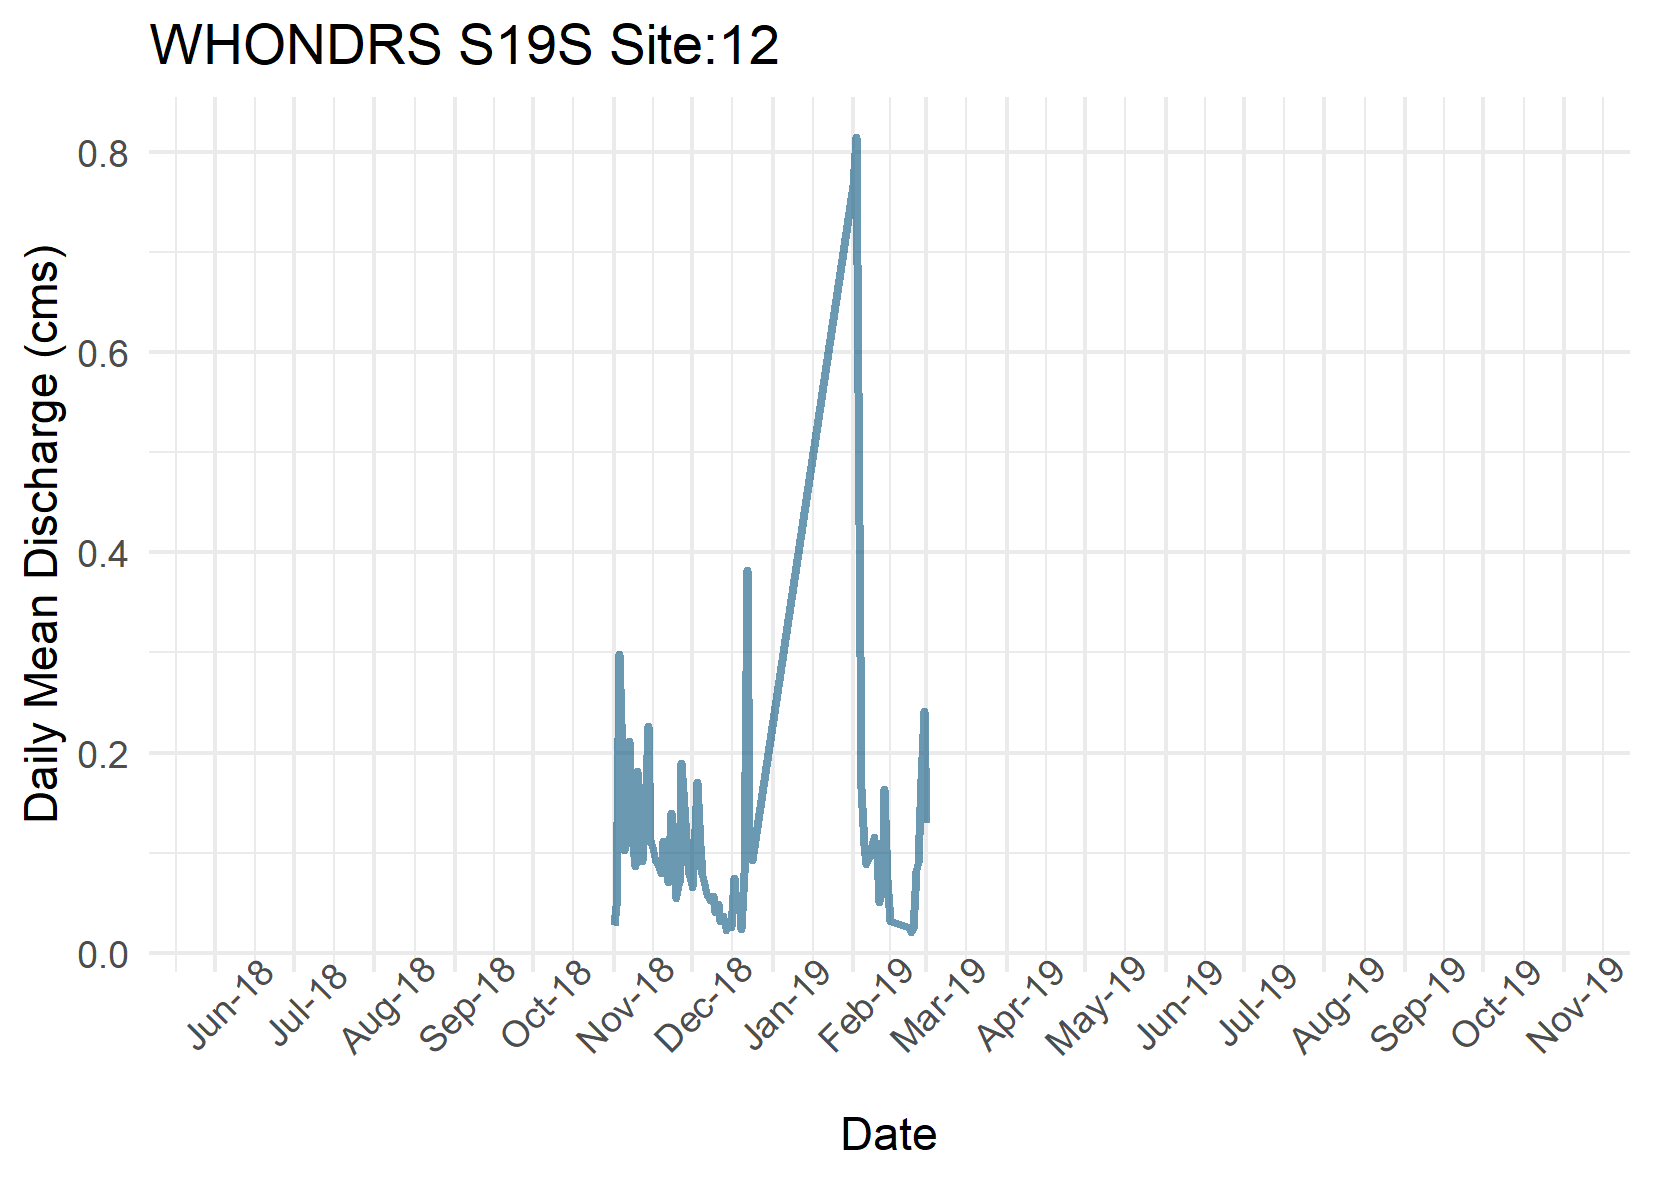 WHONDRS S19S Site:12
Daily Mean Discharge (cms)
0.8
0.6
0.4
0.2
0.0
Jun-18 Jul-18 Aug-18 Sep-18 Oct-18 Nov-18 Dec-18 Jan-19 Feb-19 Mar-19 Apr-19 May-19 Jun-19 Jul-19 Aug-19 Sep-19 Oct-19 Nov-19
Date